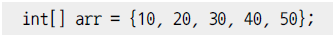 int[] arr = {10, 20, 30, 40, 50};